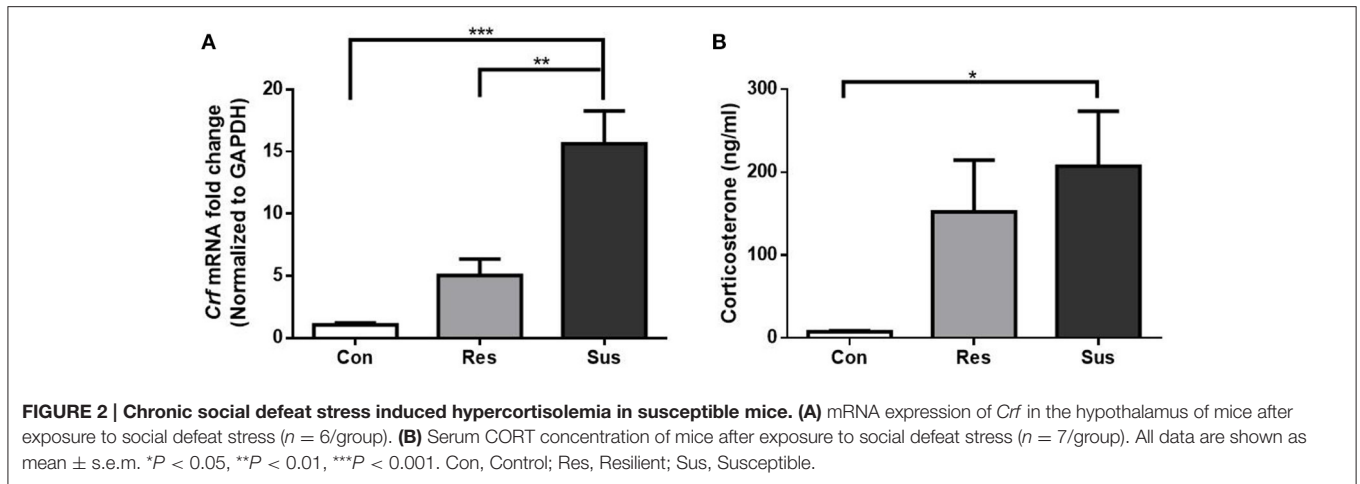 A
***
**
20
15
10
5
0
Crf mRNA fold change
(Normalized to GAPDH)
Con Res Sus
B
*
300
200
100
0
Corticosterone (ng/ml)
Con Res Sus
FIGURE 2 | Chronic social defeat stress induced hypercortisolemia in susceptible mice. (A) mRNA expression of Crf in the hypothalamus of mice after
exposure to social defeat stress (n = 6/group). (B) Serum CORT concentration of mice after exposure to social defeat stress (n = 7/group). All data are shown as
mean ± s.e.m. *P < 0.05, **P < 0.01, ***P < 0.001. Con, Control; Res, Resilient; Sus, Susceptible.